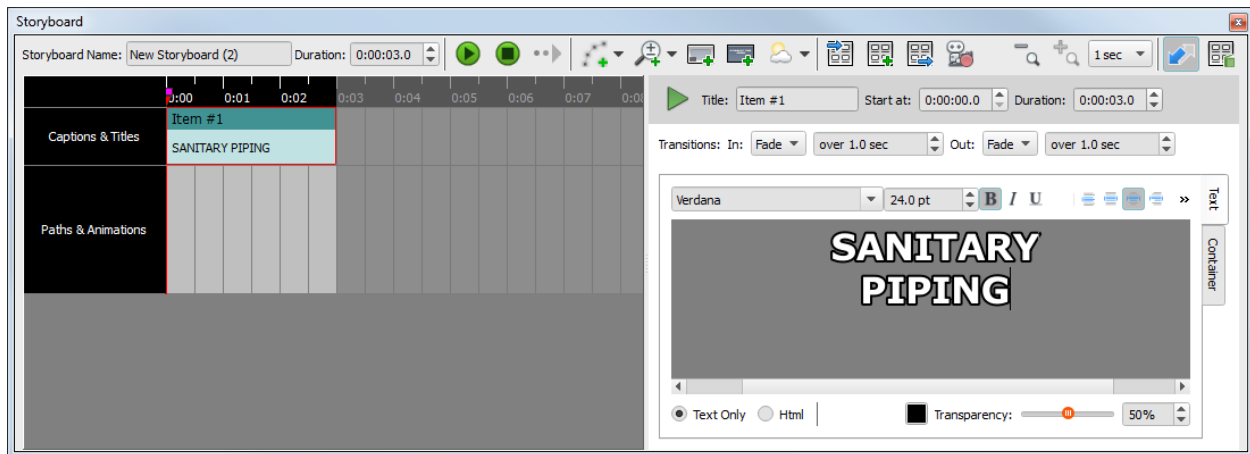 Storyboard
Storyboard Name: New Storyboard (2) Duration: 0:00:03.0 1 sec
0:00 0:01 0:02 0:03 0:04 0:05 0:06 0:07 0:08
Title: Item #1 Start at: 0:00:00.0 Duration: 0:00:03.0
Captions & Titles
Item #1
SANITARY PIPING
Paths & Animations
Transitions: In: Fade over 1.0 sec Out: Fade over 1.0 sec
Verdana 24.0 pt B I U »
Text
Container
SANITARY
PIPING
Text Only Html Transparency: 50%